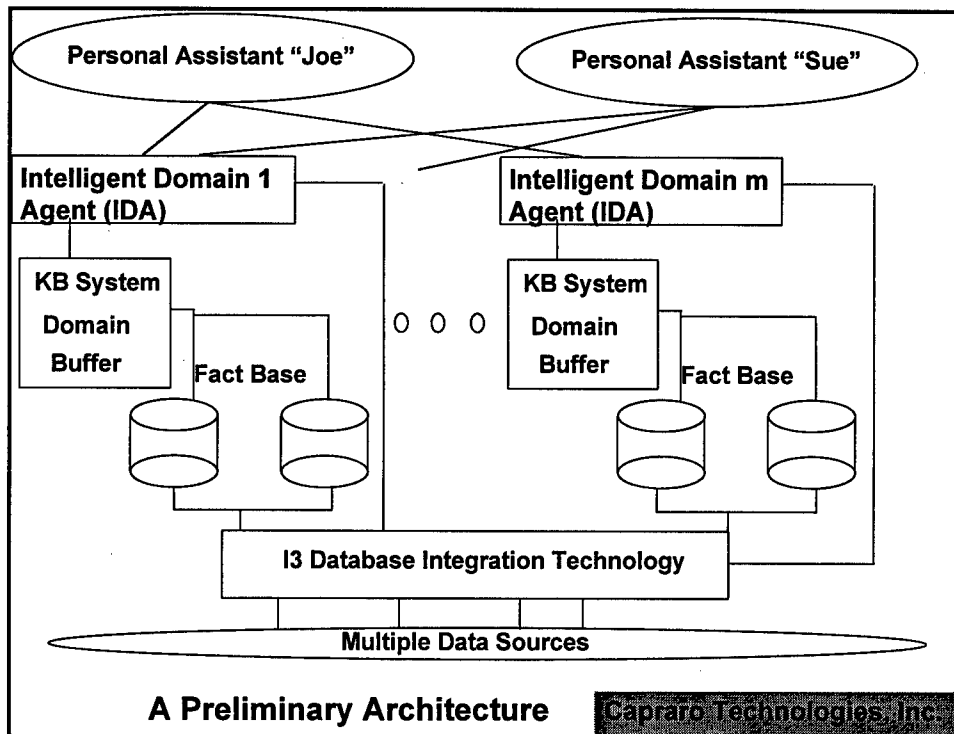 Personal Assistant “Joe”
Personal Assistant “Sue”
Intelligent Domain 1
Agent (IDA)
Intelligent Domain m
Agent (IDA)
KB System
Domain
Buffer
Fact Base
KB System
Domain
Buffer
Fact Base
I3 Database Integration Technology
Multiple Data Sources
A Preliminary Architecture
Capraro Technologies, Inc.